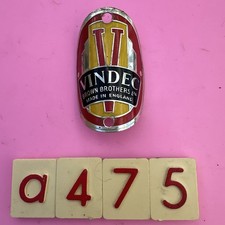 V
VINDEC
BROWN BROTHERS LTD
MADE IN ENGLAND
a475